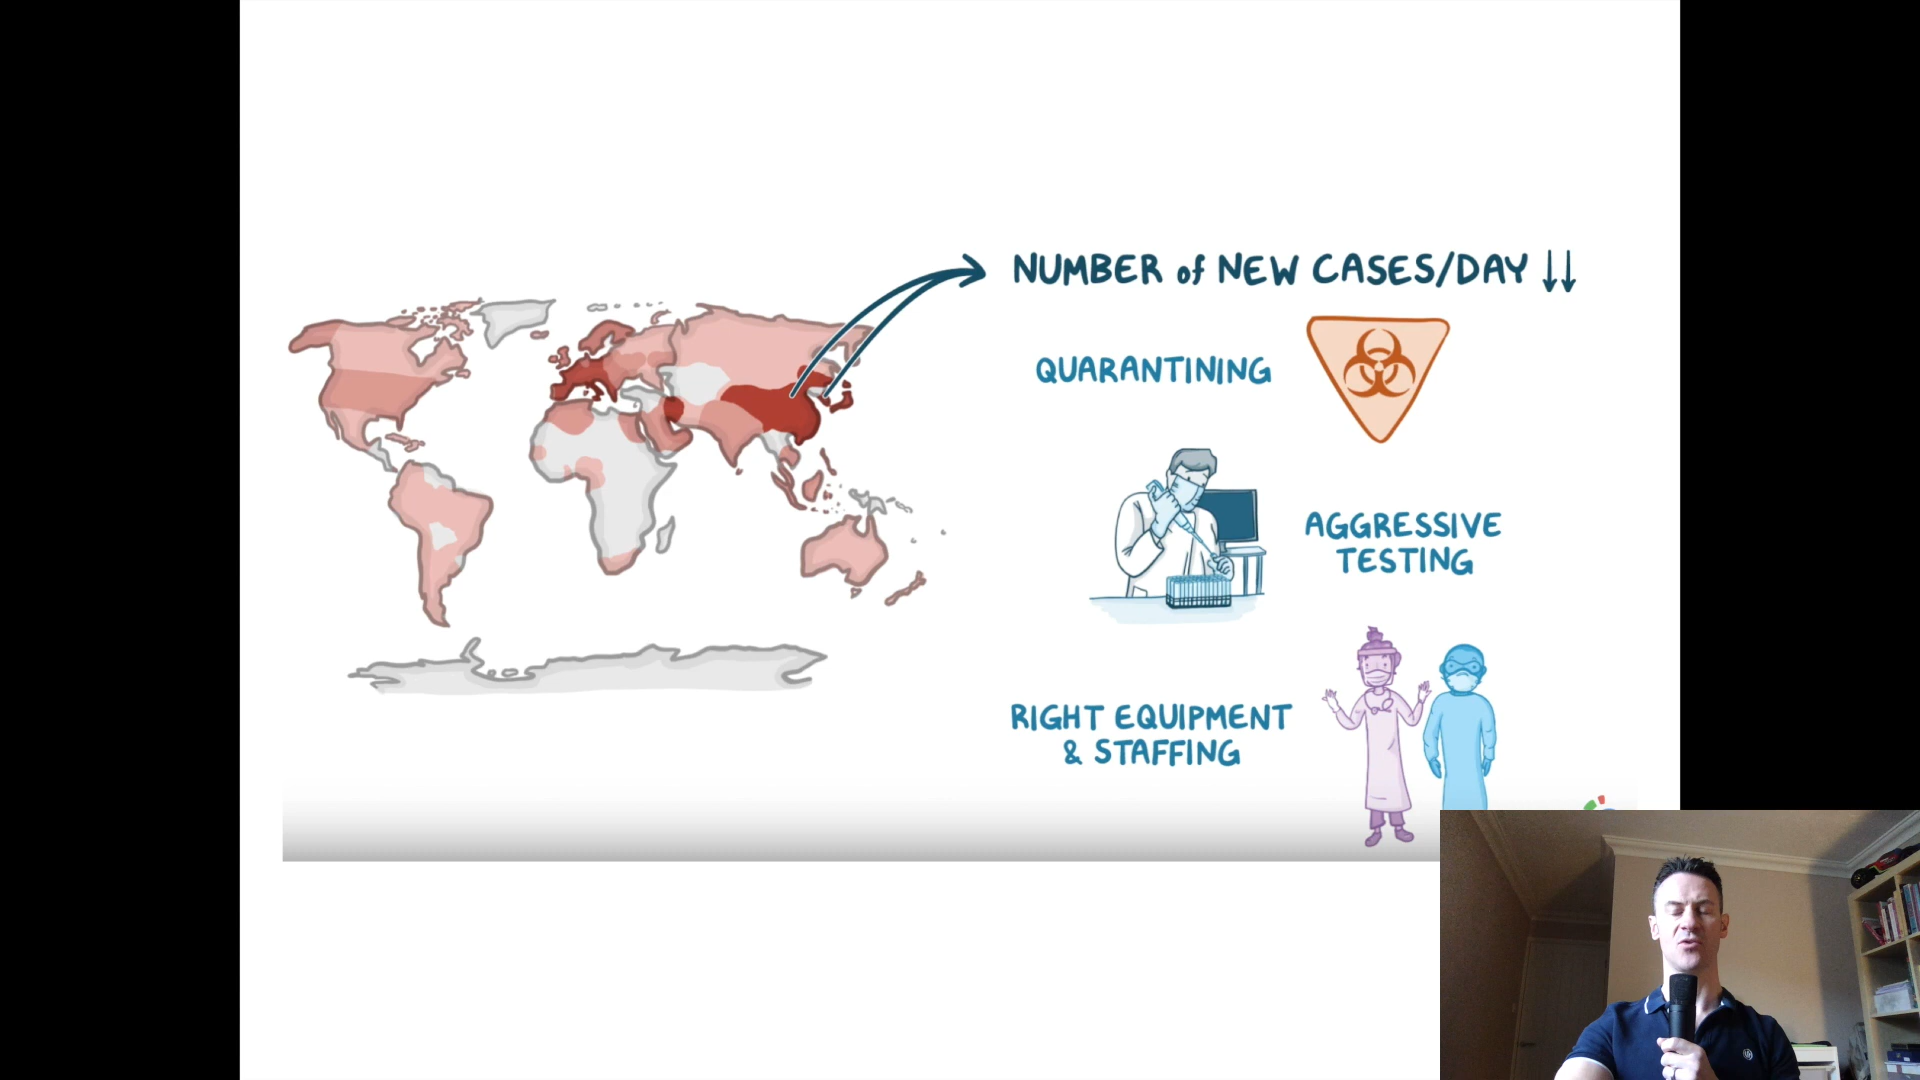 NUMBER of NEW CASES/DAY ↓↓
QUARANTINING
AGGRESSIVE
TESTING
RIGHT EQUIPMENT
& STAFFING